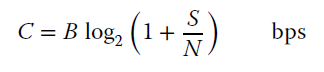 C = B log₂ (1 + S/N) bps